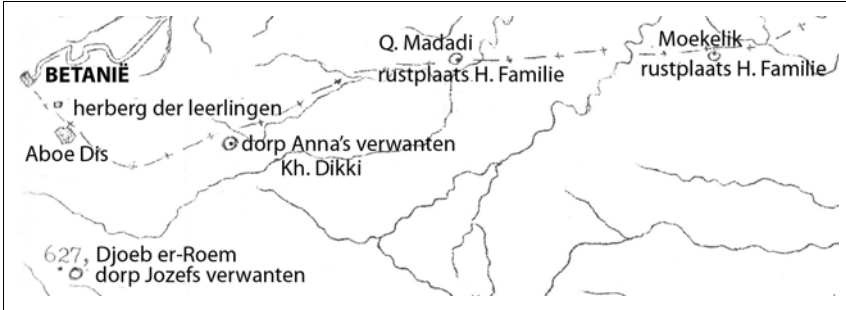 Q. Madadi
rustplaats H. Familie
Moekelik
rustplaats H. Familie
BETANIË
herberg der leerlingen
Aboe Dis
dorp Anna's verwanten
Kh. Dikki
627, Djoeb er-Roem
dorp Jozefs verwanten